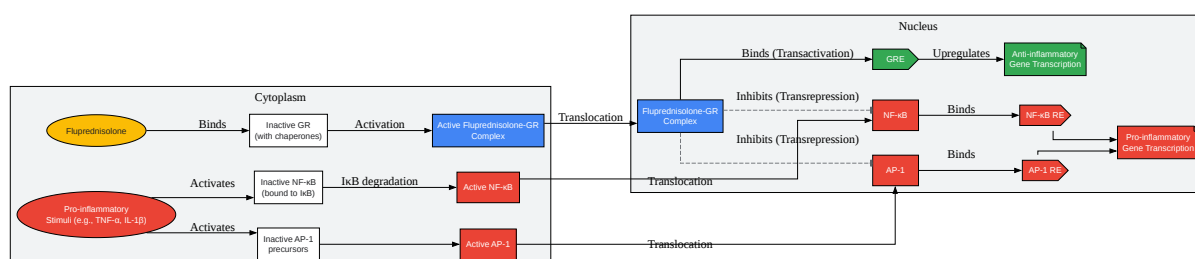 Nucleus
Binds (Transactivation)
GRE
Upregulates
Anti-inflammatory
Gene Transcription
Cytoplasm
Fluprednisolone
Binds
Inactive GR
(with chaperones)
Activation
Active Fluprednisolone-GR
Complex
Translocation
Fluprednisolone-GR
Complex
Inhibits (Transrepression)
NF-κB
Binds
NF-κB RE
Inhibits (Transrepression)
AP-1
Binds
AP-1 RE
Pro-inflammatory
Gene Transcription
Pro-inflammatory
Stimuli (e.g., TNF-α, IL-1β)
Activates
Inactive NF-κB
(bound to IκB)
IκB degradation
Active NF-κB
Translocation
Activates
Inactive AP-1
precursors
Active AP-1
Translocation